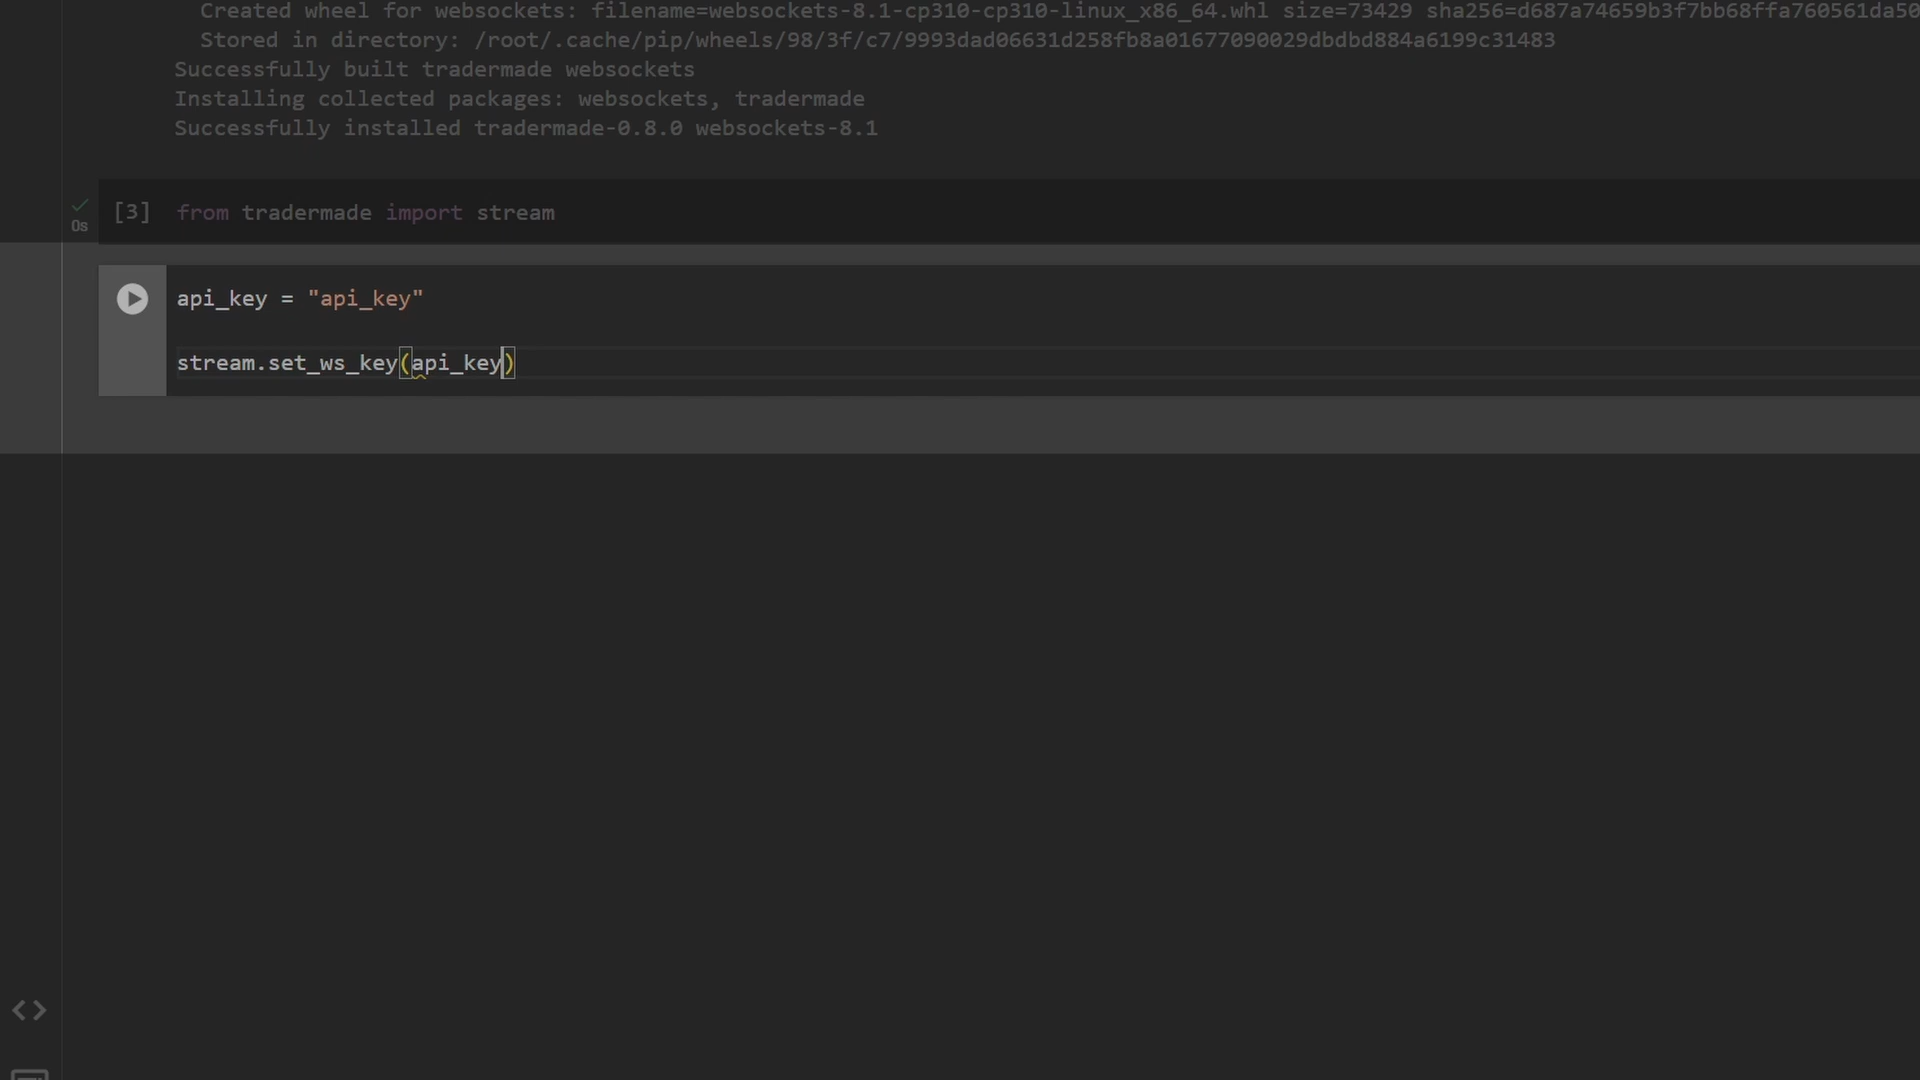 Created wheel for websockets: filename=websockets-8.1-cp310-cp310-linux_x86_64.whl size=73429 sha256=d687a74659b3f7bb68ffa760561da50
Stored in directory: /root/.cache/pip/wheels/98/3f/c7/9993dad06631d258fb8a01677090029dbdbd884a6199c31483
Successfully built tradermade websockets
Installing collected packages: websockets, tradermade
Successfully installed tradermade-0.8.0 websockets-8.1
[3] from tradermade import stream
0s
api_key = "api_key"
stream.set_ws_key(api_key)